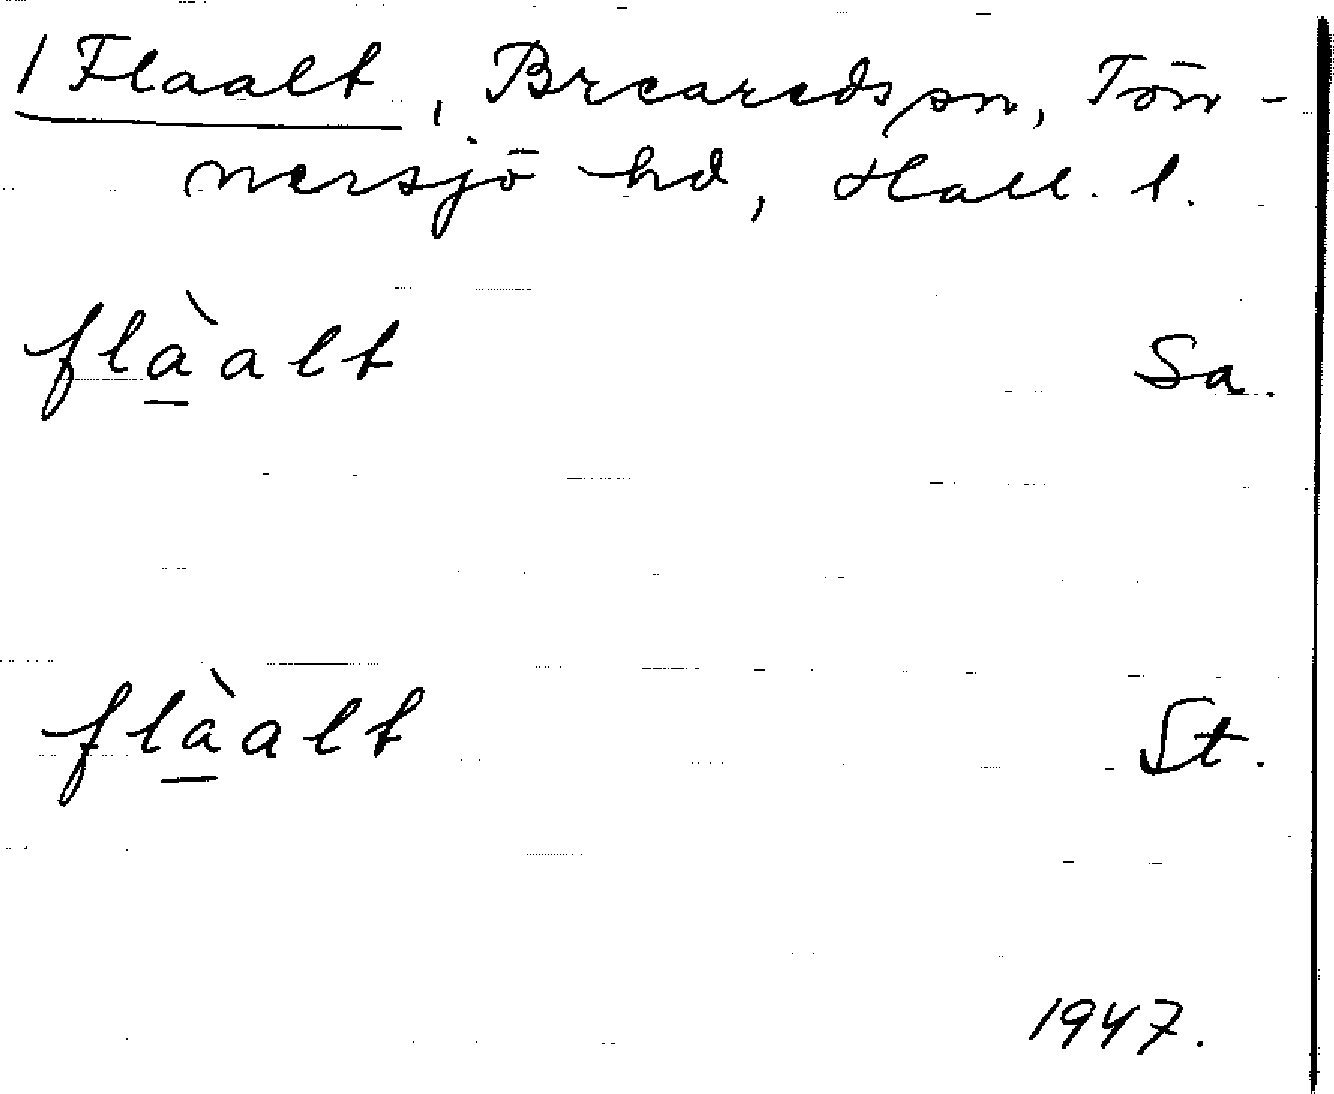 1 Flaalt, Breareds sn, Tön-
nersjö hd, Hall. l.
flàalt Sa.
flàalt St.
1947.